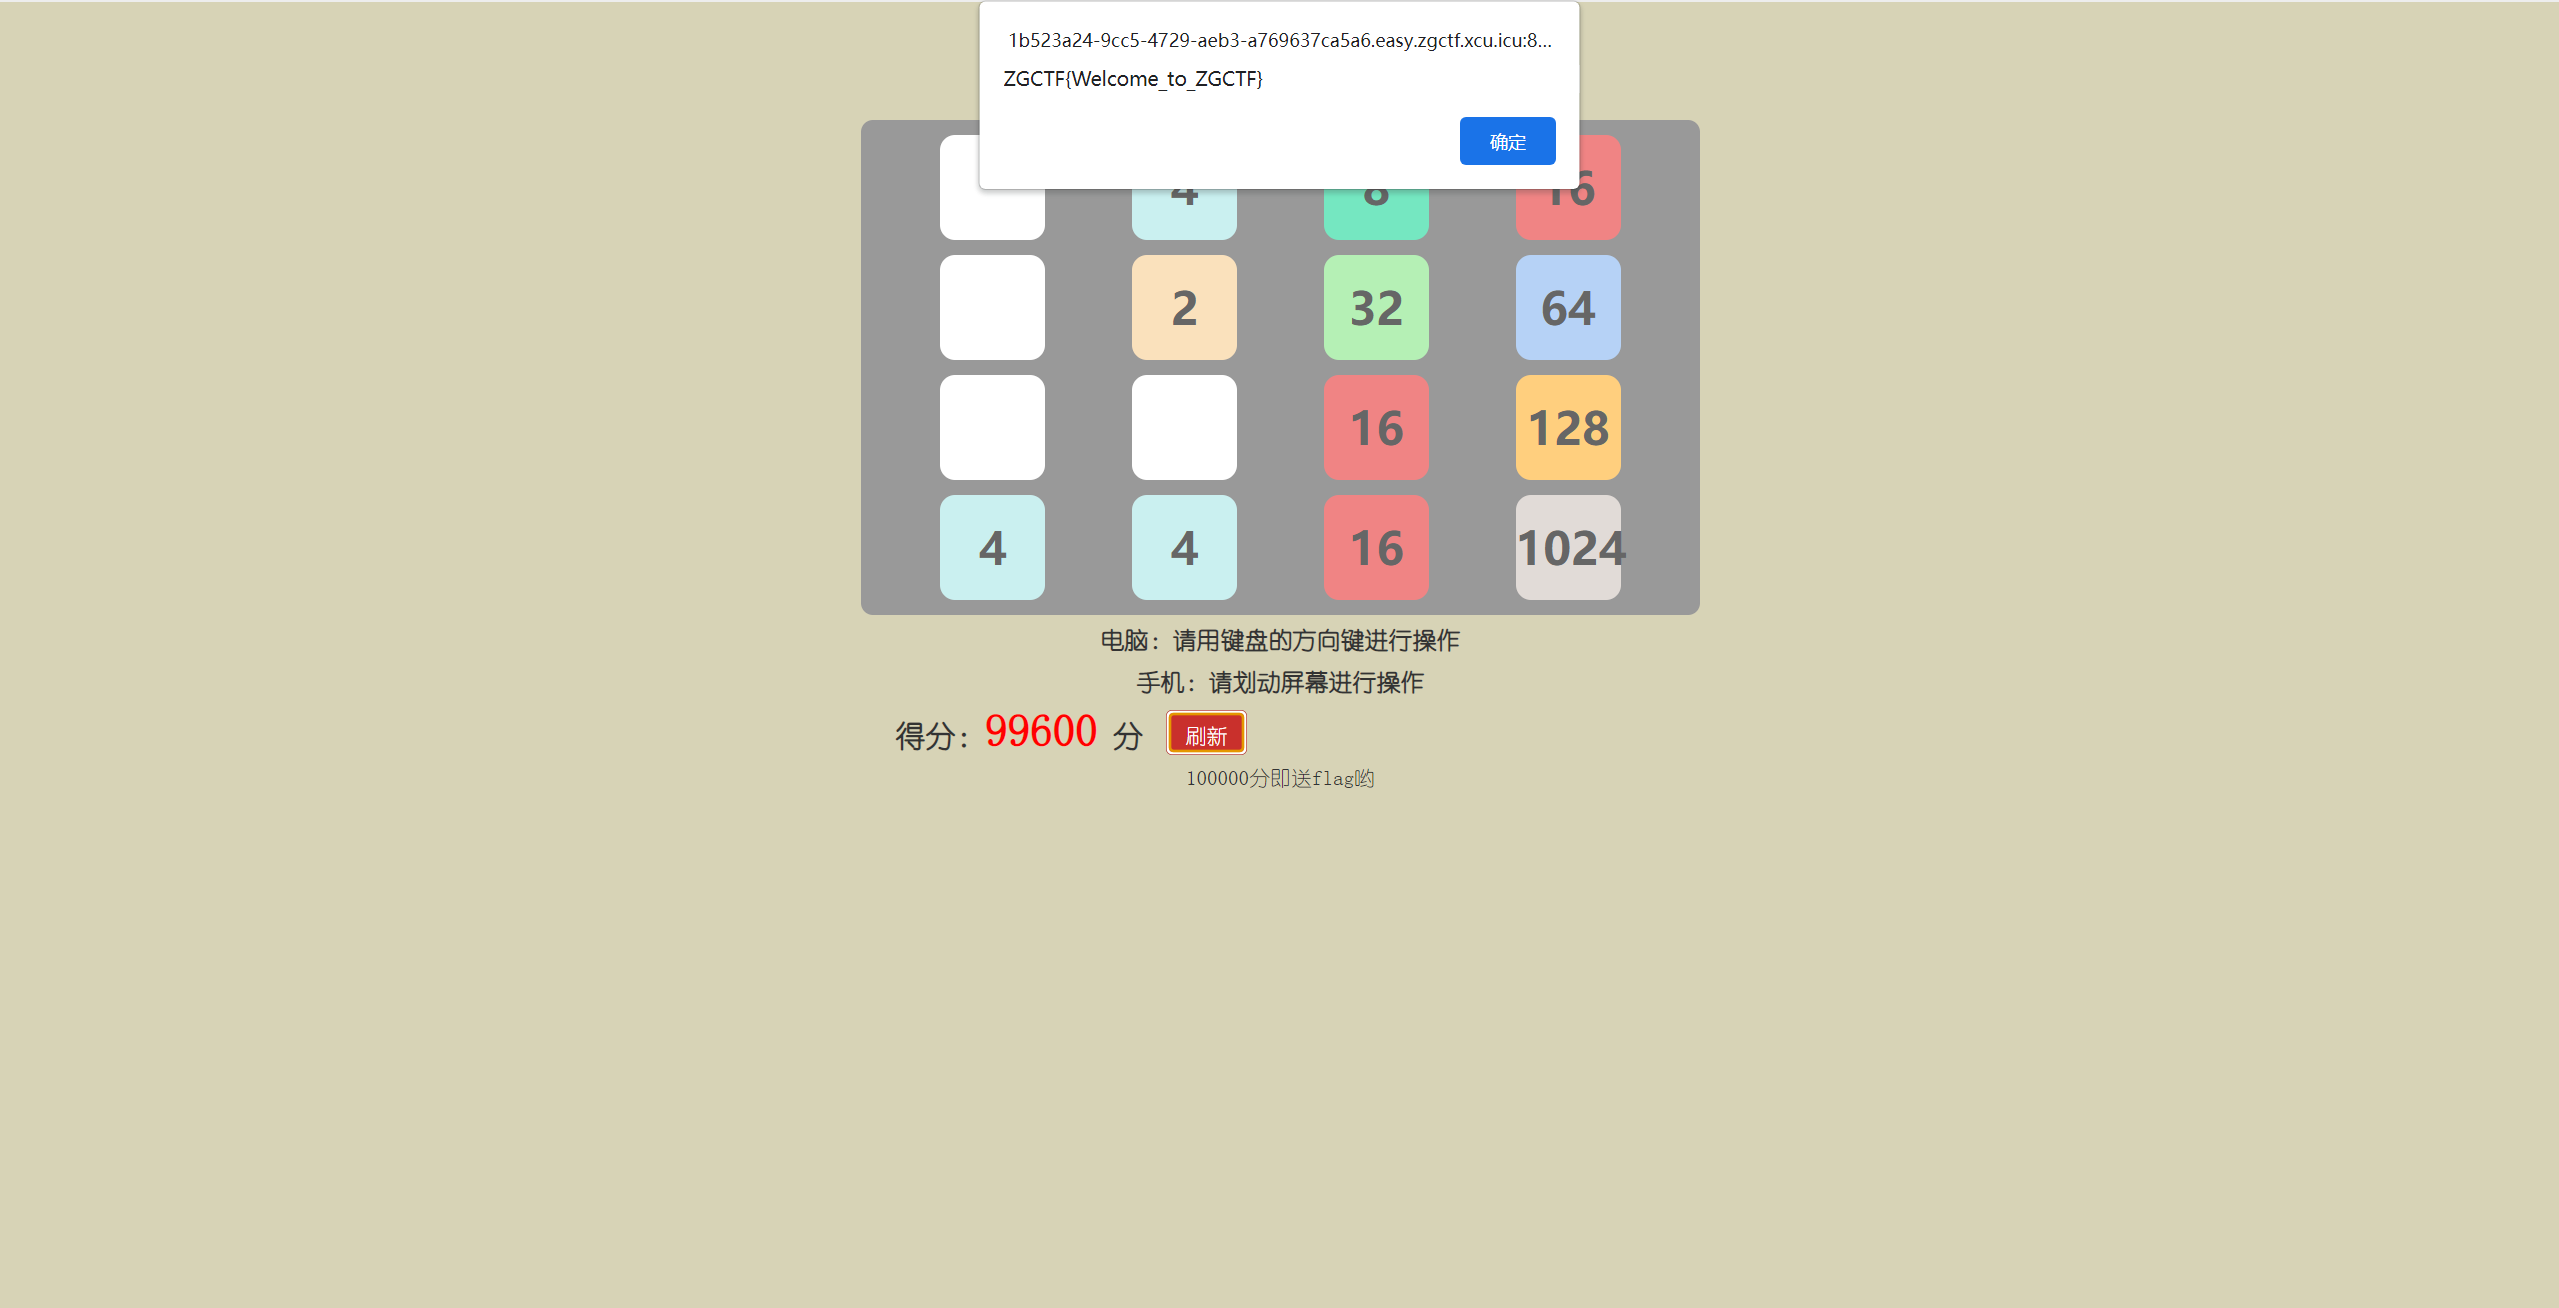 1b523a24-9cc5-4729-aeb3-a769637ca5a6.easy.zgctf.xcu.icu:8...
ZGCTF{Welcome_to_ZGCTF}
确定
4 8 16
2 32 64
16 128
4 4 16 1024
电脑：请用键盘的方向键进行操作
手机：请划动屏幕进行操作
得分：99600 分 刷新
100000分即送flag哟